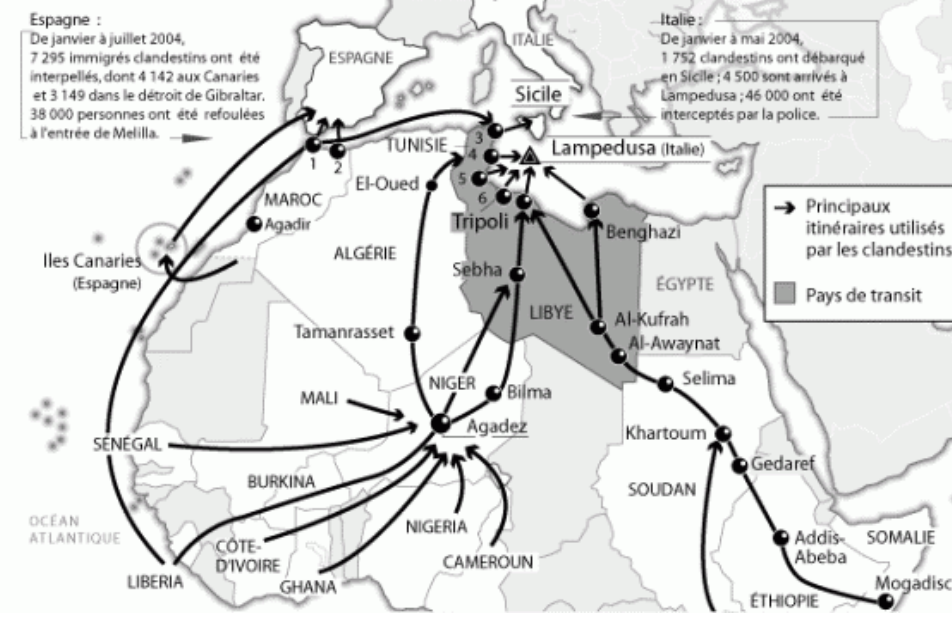 Espagne :
De janvier à juillet 2004,
7 295 immigrés clandestins ont été
interpellés, dont 4 142 aux Canaries
et 3 149 dans le détroit de Gibraltar.
38 000 personnes ont été refoulées
à l'entrée de Melilla.
Italie :
De janvier à mai 2004,
1 752 clandestins ont débarqué
en Sicile ; 4 500 sont arrivés à
Lampedusa ; 46 000 ont été
interceptés par la police.
ESPAGNE
ITALIE
Sicile
TUNISIE
Lampedusa (Italie)
1
2
3
4
5
6
El-Oued
MAROC
Agadir
Tripoli
Benghazi
Principaux
itinéraires utilisés
par les clandestins
Pays de transit
Iles Canaries
(Espagne)
ALGÉRIE
Sebha
ÉGYPTE
LIBYE
Al-Kufrah
Al-Awaynat
Tamanrasset
Selima
MALI
NIGER
Bilma
Agadez
Khartoum
SÉNÉGAL
Gedaref
BURKINA
SOUDAN
OCÉAN
ATLANTIQUE
NIGERIA
CÔTE-
D'IVOIRE
CAMEROUN
Addis-
Abeba
SOMALIE
LIBERIA
GHANA
Mogadisc
ÉTHIOPIE